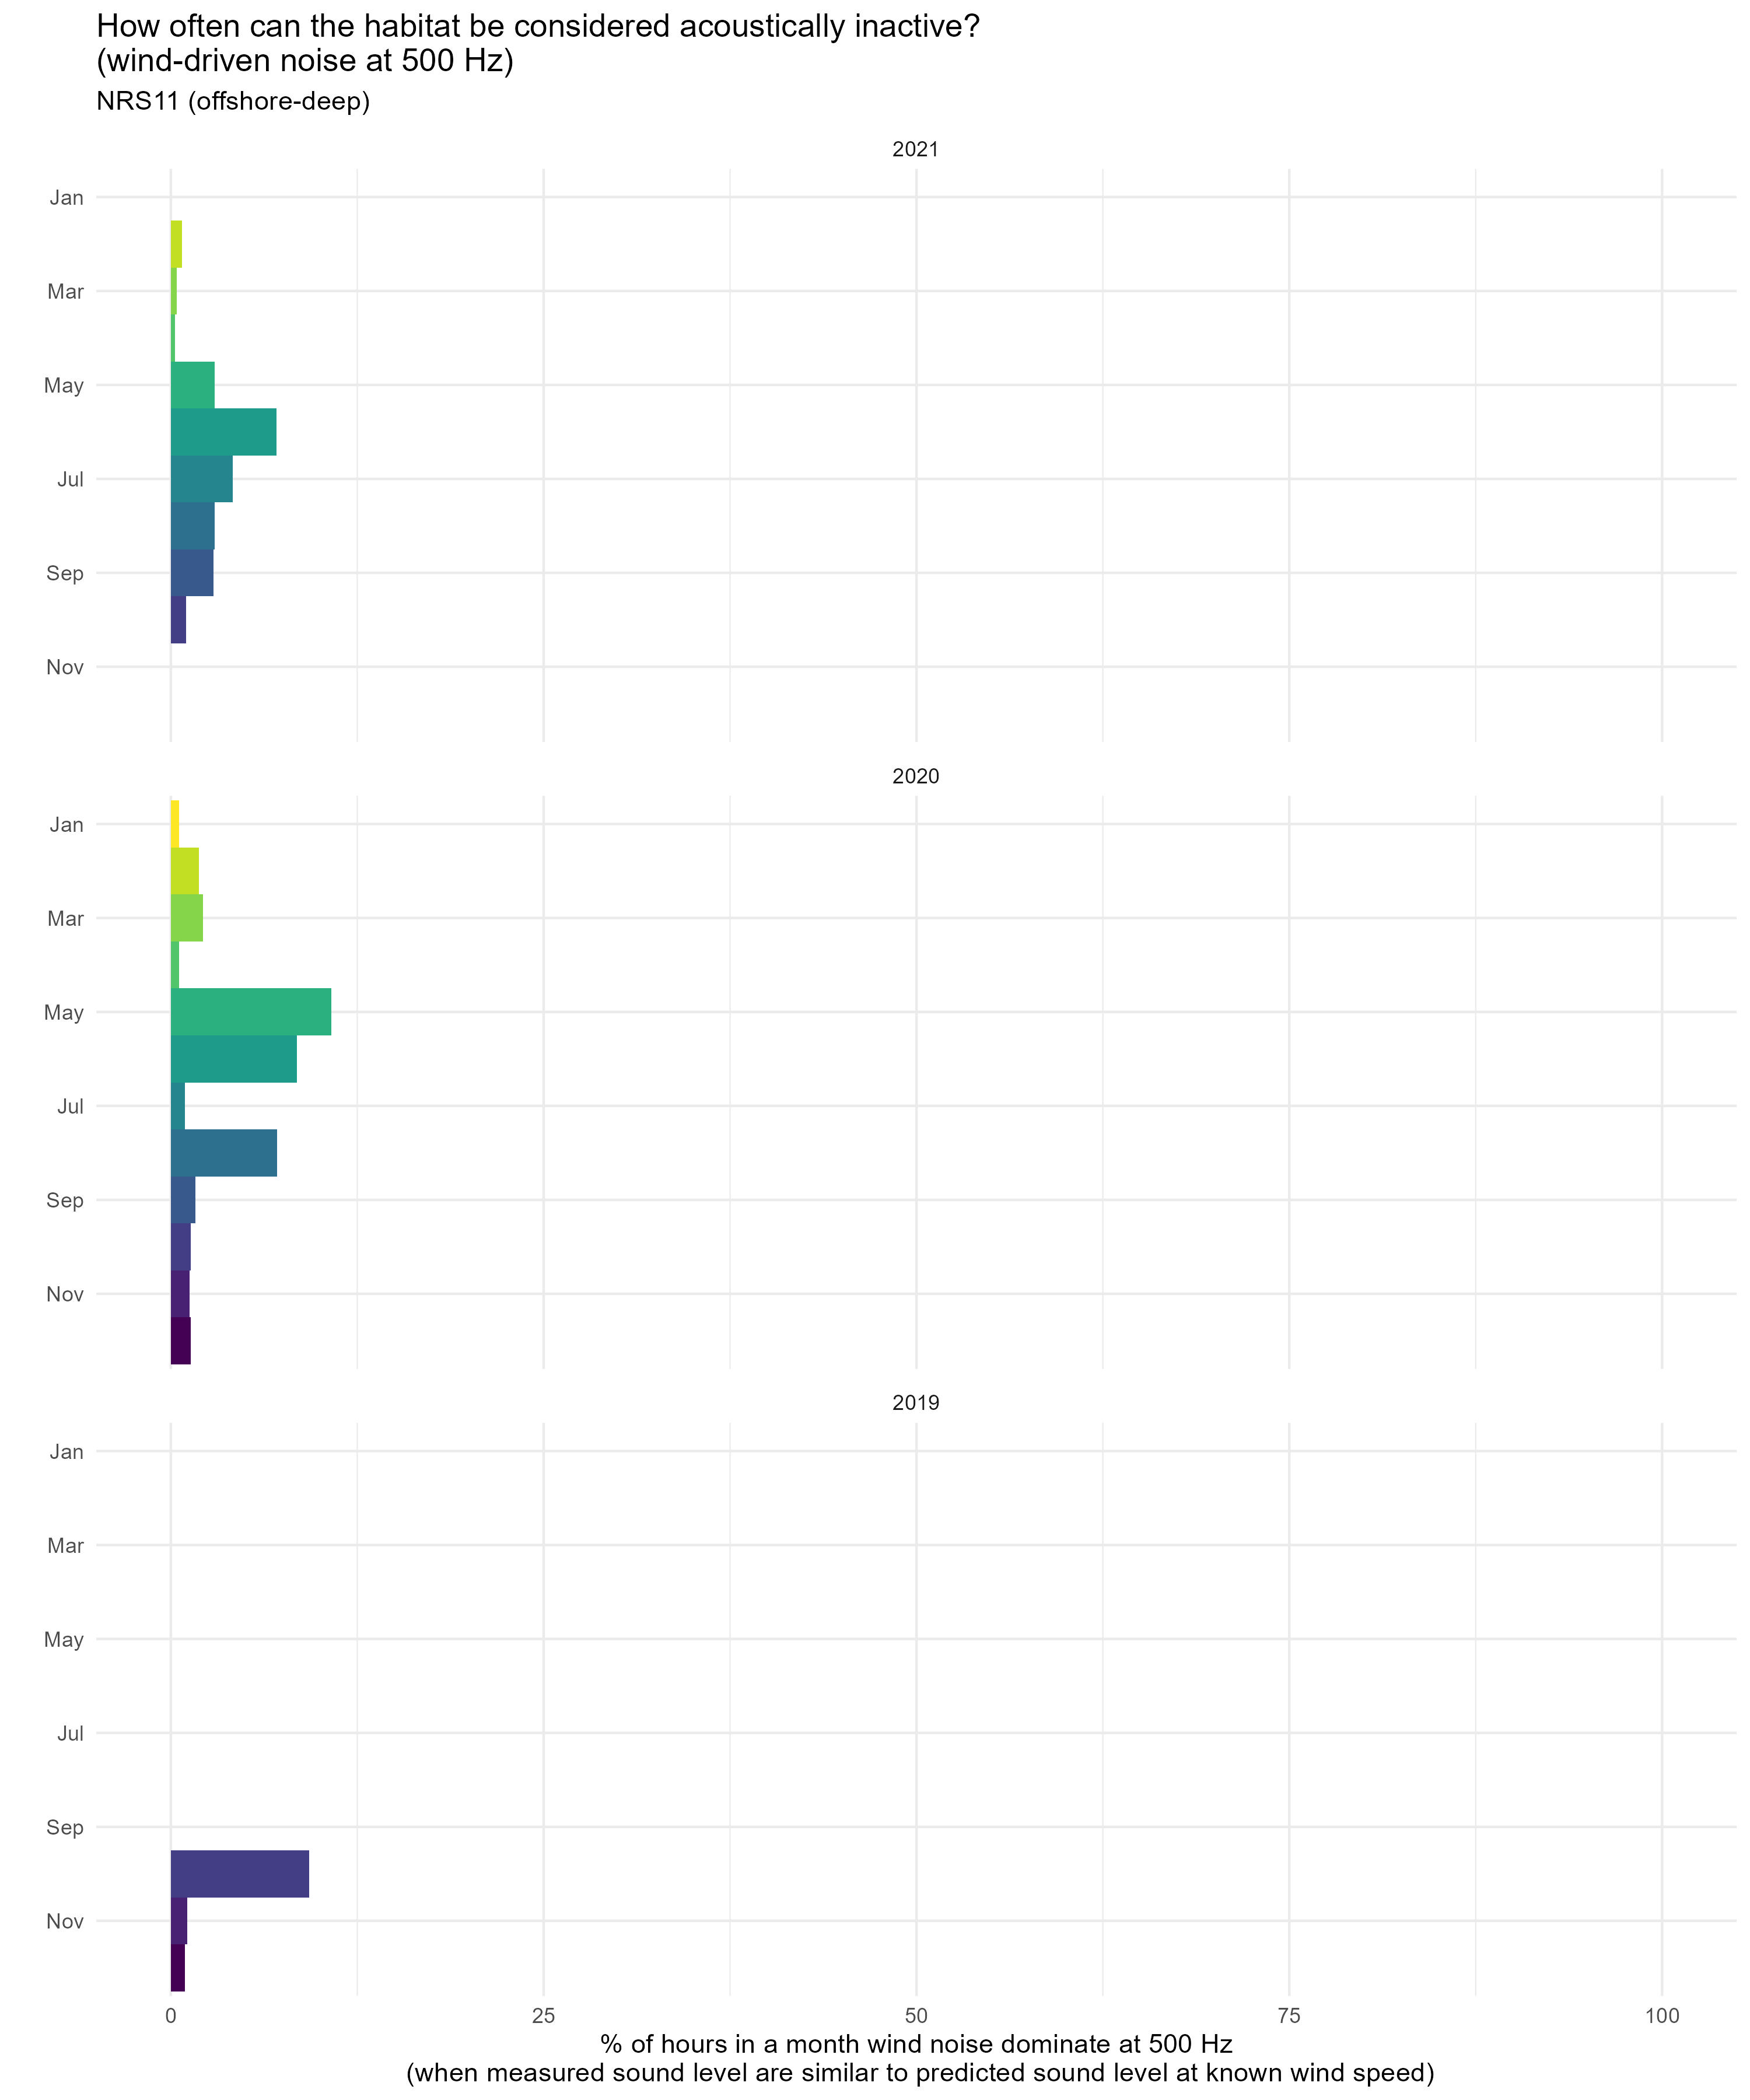 How often can the habitat be considered acoustically inactive?
(wind-driven noise at 500 Hz)
NRS11 (offshore-deep)
2021
Jan
Mar
May
Jul
Sep
Nov
2020
Jan
Mar
May
Jul
Sep
Nov
2019
Jan
Mar
May
Jul
Sep
Nov
0 25 50 75 100
% of hours in a month wind noise dominate at 500 Hz
(when measured sound level are similar to predicted sound level at known wind speed)